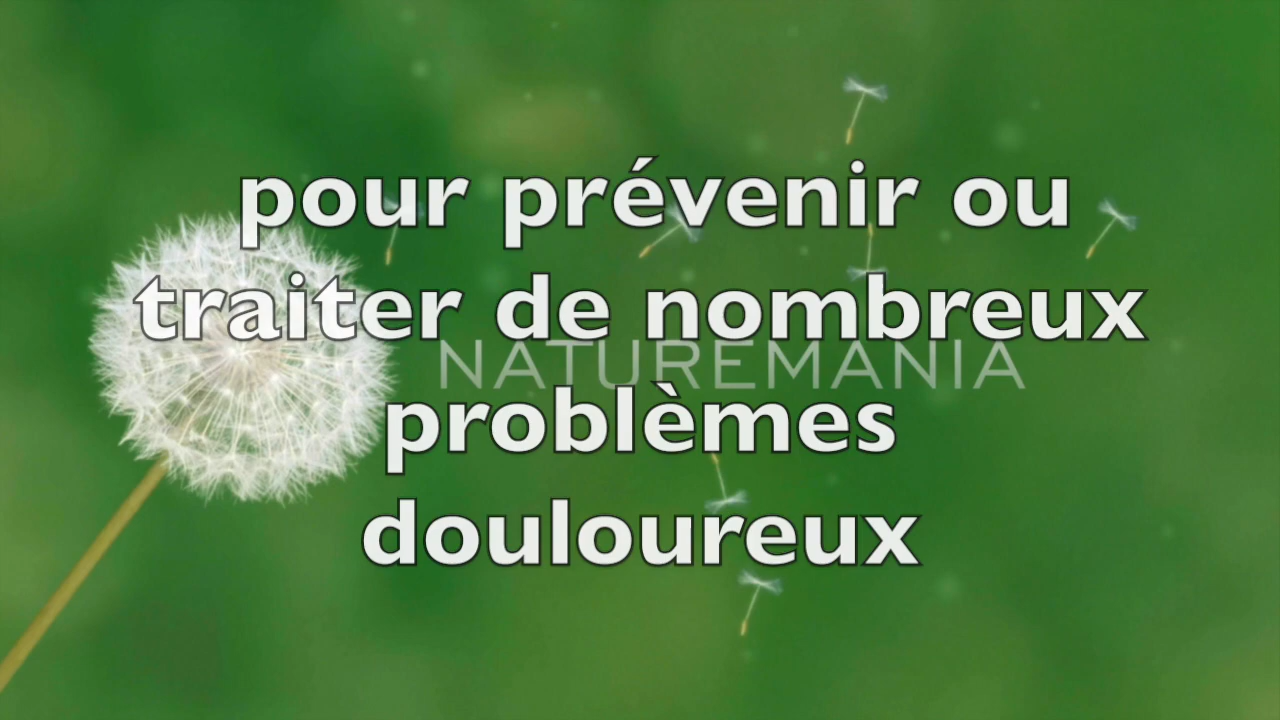 pour prévenir ou
traiter de nombreux
NATUREMANIA
problèmes
douloureux